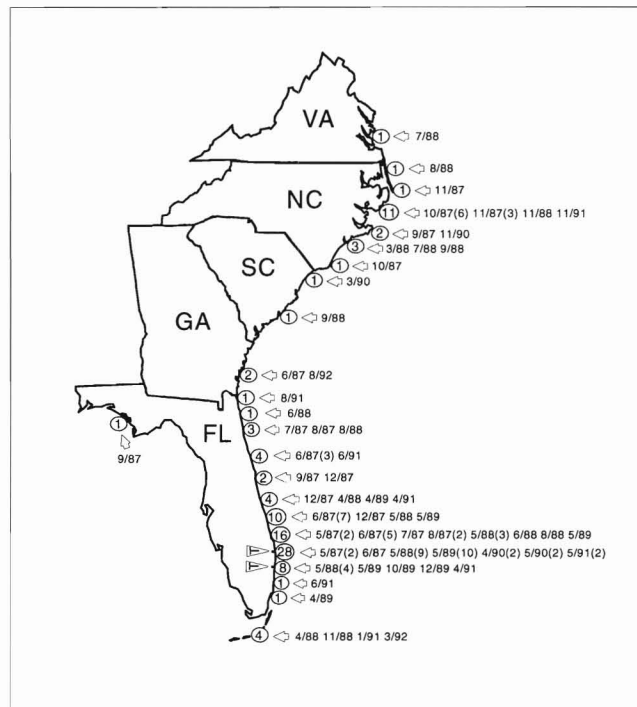 VA
① 7/88
① 8/88
① 11/87
NC
⑪ 10/87(6) 11/87(3) 11/88 11/91
② 9/87 11/90
③ 3/88 7/88 9/88
SC
① 10/87
① 3/90
GA
① 9/88
② 6/87 8/92
① 8/91
① 6/88
FL
③ 7/87 8/87 8/88
①
9/87
④ 6/87(3) 6/91
② 9/87 12/87
④ 12/87 4/88 4/89 4/91
⑩ 6/87(7) 12/87 5/88 5/89
⑯ 5/87(2) 6/87(5) 7/87 8/87(2) 5/88(3) 6/88 8/88 5/89
T ㉘ 5/87(2) 6/87 5/88(9) 5/89(10) 4/90(2) 5/90(2) 5/91(2)
T ⑧ 5/88(4) 5/89 10/89 12/89 4/91
① 6/91
① 4/89
④ 4/88 11/88 1/91 3/92